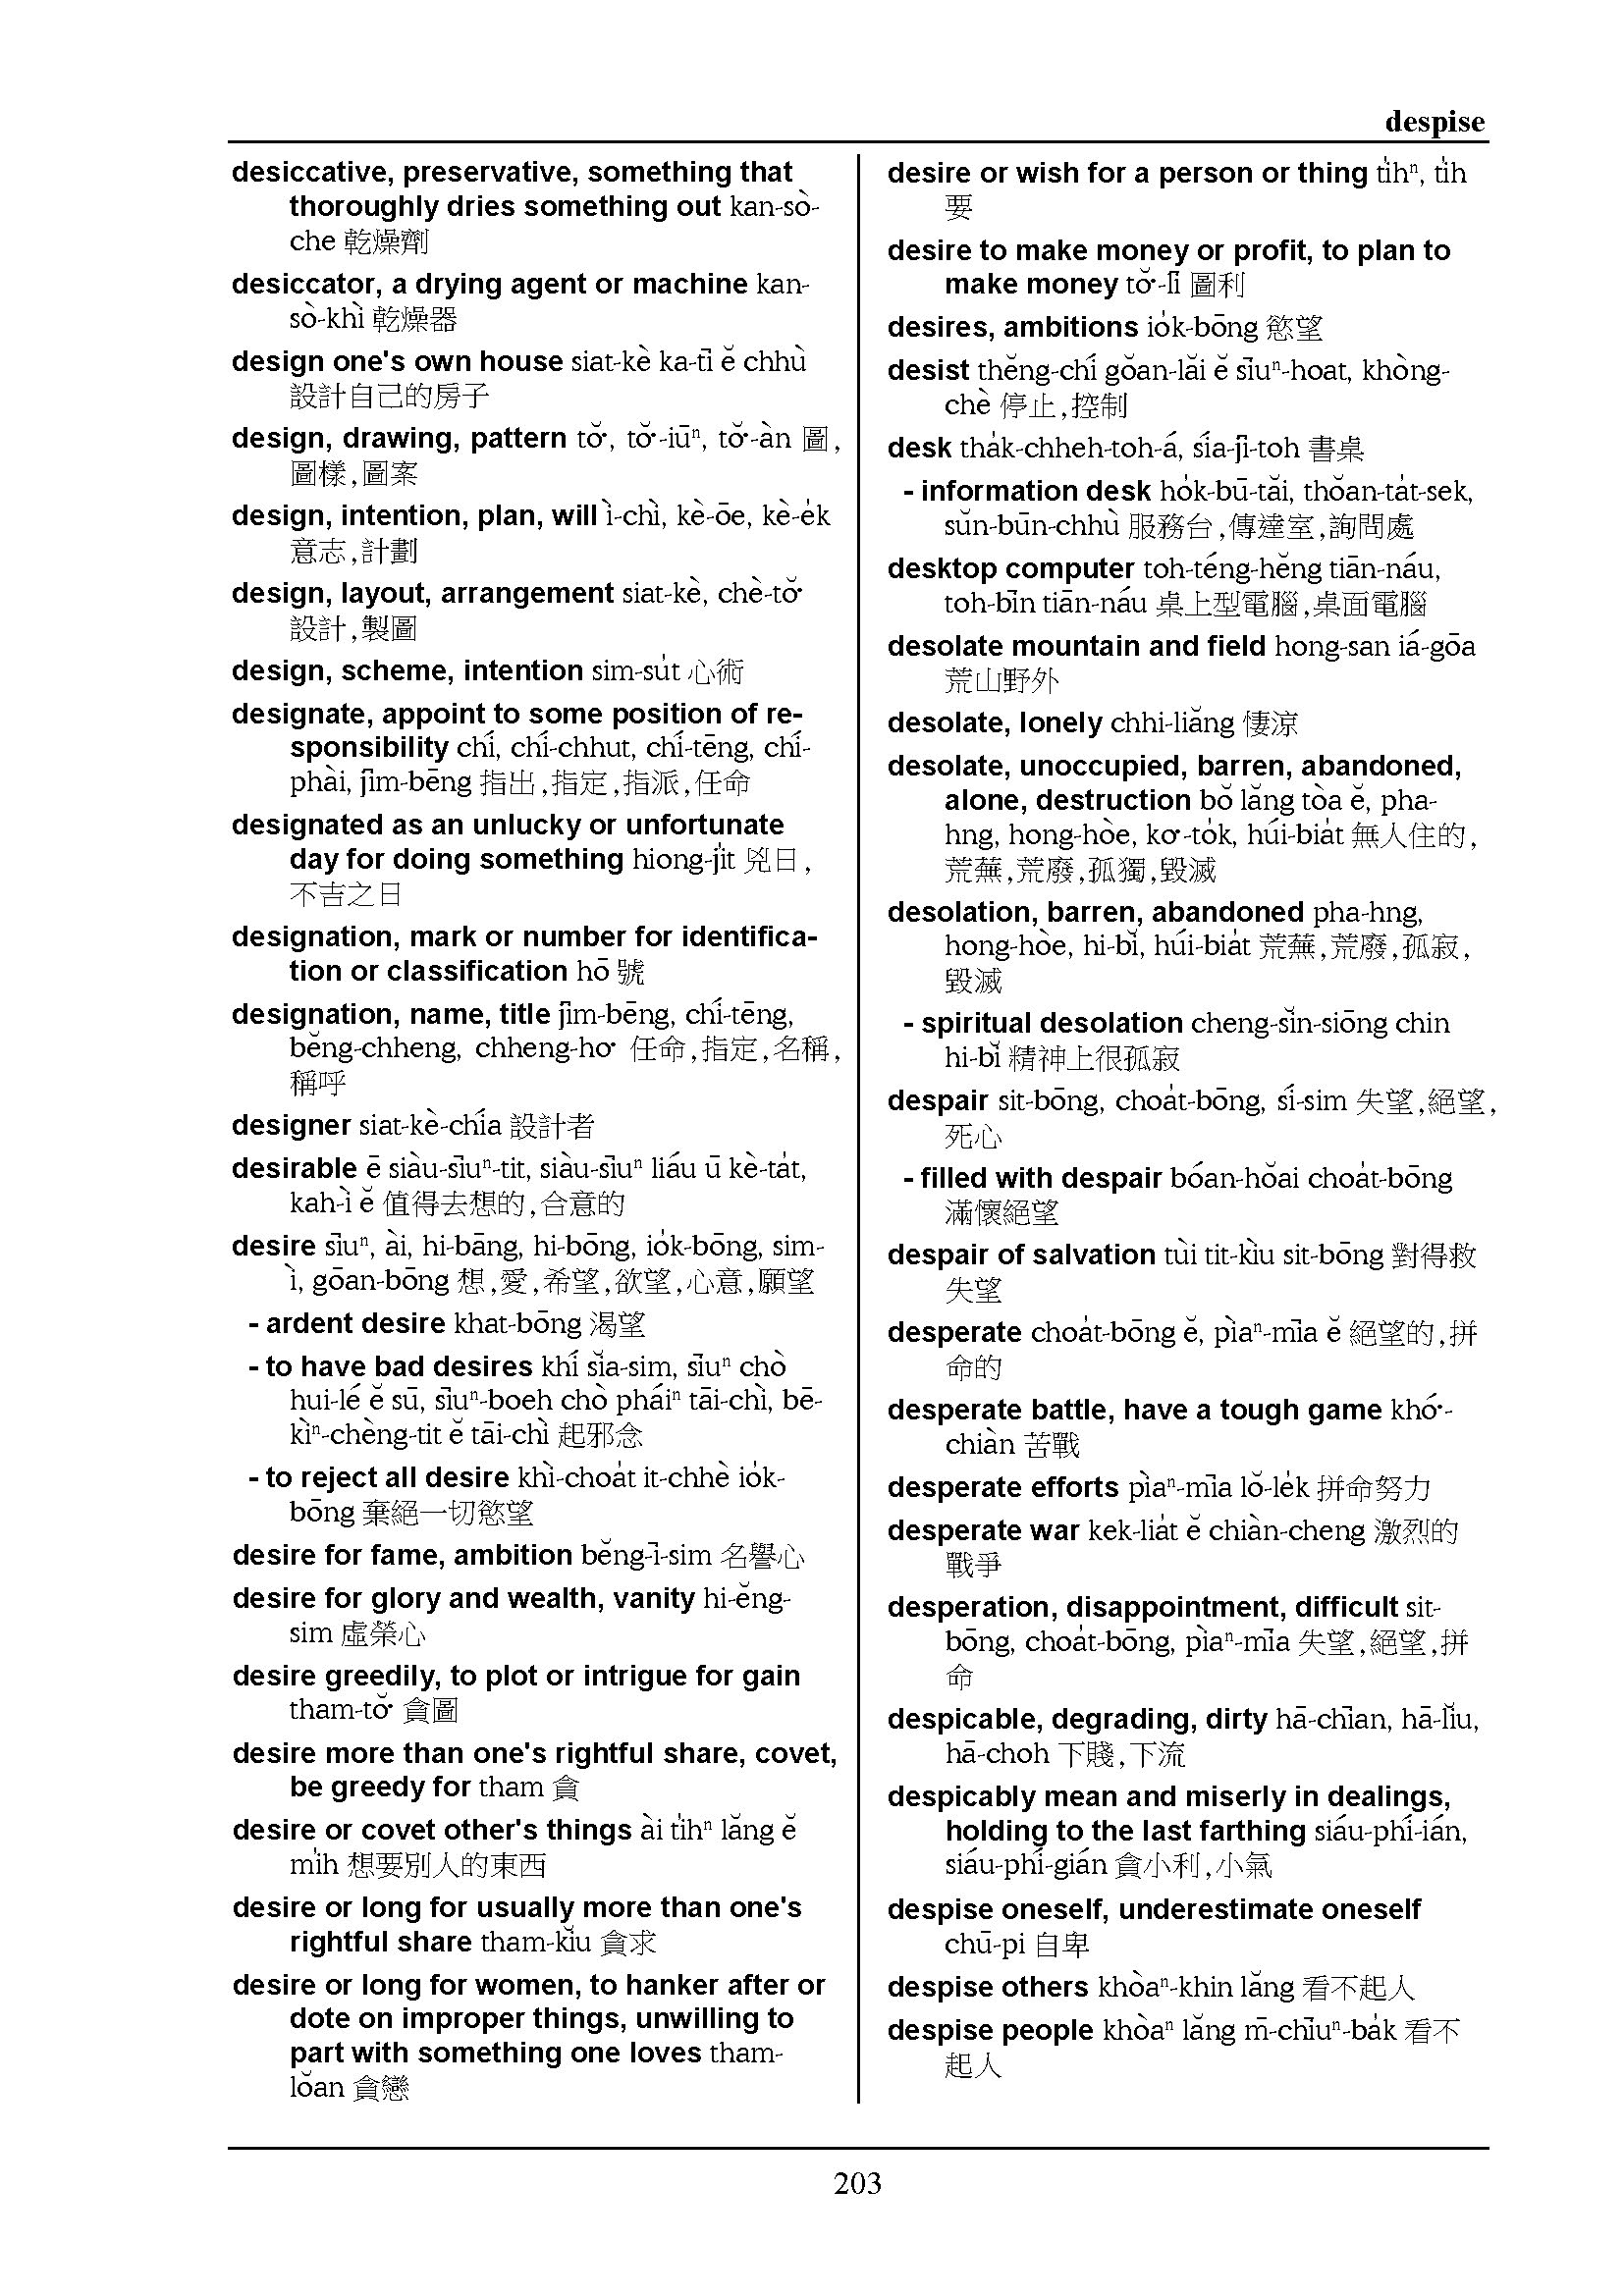 despise
desiccative, preservative, something that
thoroughly dries something out kan-sò-
che 乾燥劑
desiccator, a drying agent or machine kan-
sò-khì 乾燥器
design one's own house siat-kè ka-tī ĕ chhù
設計自己的房子
design, drawing, pattern tŏ͘, tŏ͘-iūⁿ, tŏ͘-àn 圖,
圖樣,圖案
design, intention, plan, will ì-chì, kè-ōe, kè-e̍k
意志,計劃
design, layout, arrangement siat-kè, chè-tŏ͘
設計,製圖
design, scheme, intention sim-su̍t 心術
designate, appoint to some position of re-
sponsibility chí, chí-chhut, chí-tēng, chí-
phài, jīm-bēng 指出,指定,指派,任命
designated as an unlucky or unfortunate
day for doing something hiong-ji̍t 兇日,
不吉之日
designation, mark or number for identifica-
tion or classification hō 號
designation, name, title jīm-bēng, chí-tēng,
bĕng-chheng, chheng-ho͘ 任命,指定,名稱,
稱呼
designer siat-kè-chía 設計者
desirable ē siàu-sīuⁿ-tit, siàu-sīuⁿ liáu ū kè-ta̍t,
kah-ì ĕ 值得去想的,合意的
desire sīuⁿ, ài, hi-bāng, hi-bōng, io̍k-bōng, sim-
ì, gōan-bōng 想,愛,希望,欲望,心意,願望
- ardent desire khat-bōng 渴望
- to have bad desires khí sĭa-sim, sīuⁿ chò
hui-lé ĕ sū, sīuⁿ-boeh chò pháiⁿ tāi-chì, bē-
kìⁿ-chèng-tit ĕ tāi-chì 起邪念
- to reject all desire khì-choa̍t it-chhè io̍k-
bōng 棄絕一切慾望
desire for fame, ambition bĕng-ī-sim 名譽心
desire for glory and wealth, vanity hi-ĕng-
sim 虛榮心
desire greedily, to plot or intrigue for gain
tham-tŏ͘ 貪圖
desire more than one's rightful share, covet,
be greedy for tham 貪
desire or covet other's things ài ti̍hⁿ lăng ĕ
mi̍h 想要別人的東西
desire or long for usually more than one's
rightful share tham-kĭu 貪求
desire or long for women, to hanker after or
dote on improper things, unwilling to
part with something one loves tham-
lŏan 貪戀
desire or wish for a person or thing ti̍hⁿ, ti̍h
要
desire to make money or profit, to plan to
make money tŏ͘-lī 圖利
desires, ambitions io̍k-bōng 慾望
desist thĕng-chí gŏan-lăi ĕ sīuⁿ-hoat, khòng-
chè 停止,控制
desk tha̍k-chheh-toh-á, sía-jī-toh 書桌
- information desk ho̍k-bū-tăi, thŏan-ta̍t-sek,
sŭn-būn-chhù 服務台,傳達室,詢問處
desktop computer toh-téng-hĕng tiān-náu,
toh-bīn tiān-náu 桌上型電腦,桌面電腦
desolate mountain and field hong-san iá-gōa
荒山野外
desolate, lonely chhi-liăng 悽涼
desolate, unoccupied, barren, abandoned,
alone, destruction bŏ lăng tòa ĕ, pha-
hng, hong-hòe, ko͘-to̍k, húi-bia̍t 無人住的,
荒蕪,荒廢,孤獨,毀滅
desolation, barren, abandoned pha-hng,
hong-hòe, hi-bĭ, húi-bia̍t 荒蕪,荒廢,孤寂,
毀滅
- spiritual desolation cheng-sĭn-siōng chin
hi-bĭ 精神上很孤寂
despair sit-bōng, choa̍t-bōng, sí-sim 失望,絕望,
死心
- filled with despair bóan-hŏai choa̍t-bōng
滿懷絕望
despair of salvation tùi tit-kìu sit-bōng 對得救
失望
desperate choa̍t-bōng ĕ, pìaⁿ-mīa ĕ 絕望的,拼
命的
desperate battle, have a tough game khó͘-
chiàn 苦戰
desperate efforts pìaⁿ-mīa lŏ-le̍k 拼命努力
desperate war kek-lia̍t ĕ chiàn-cheng 激烈的
戰爭
desperation, disappointment, difficult sit-
bōng, choa̍t-bōng, pìaⁿ-mīa 失望,絕望,拼
命
despicable, degrading, dirty hā-chīan, hā-lĭu,
hā-choh 下賤,下流
despicably mean and miserly in dealings,
holding to the last farthing siáu-phí-ián,
siáu-phí-gián 貪小利,小氣
despise oneself, underestimate oneself
chū-pi 自卑
despise others khòaⁿ-khin lăng 看不起人
despise people khòaⁿ lăng m̄-chīuⁿ-ba̍k 看不
起人
203